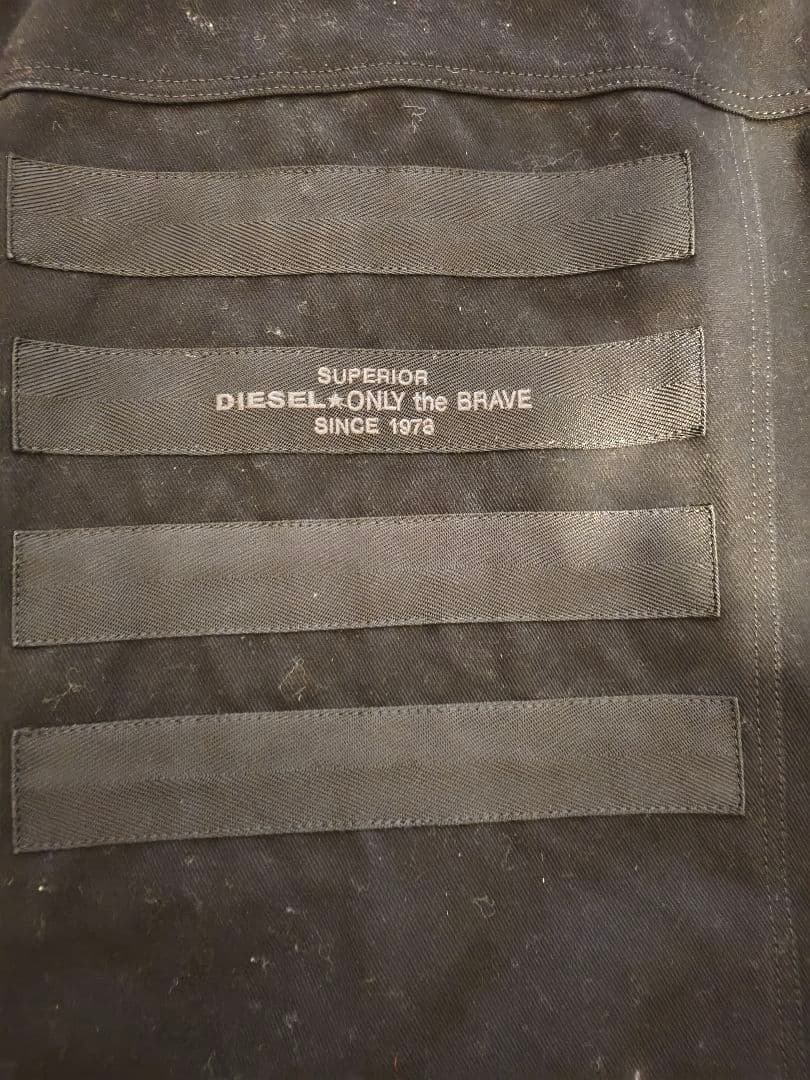 SUPERIOR
DIESEL★ONLY the BRAVE
SINCE 1978